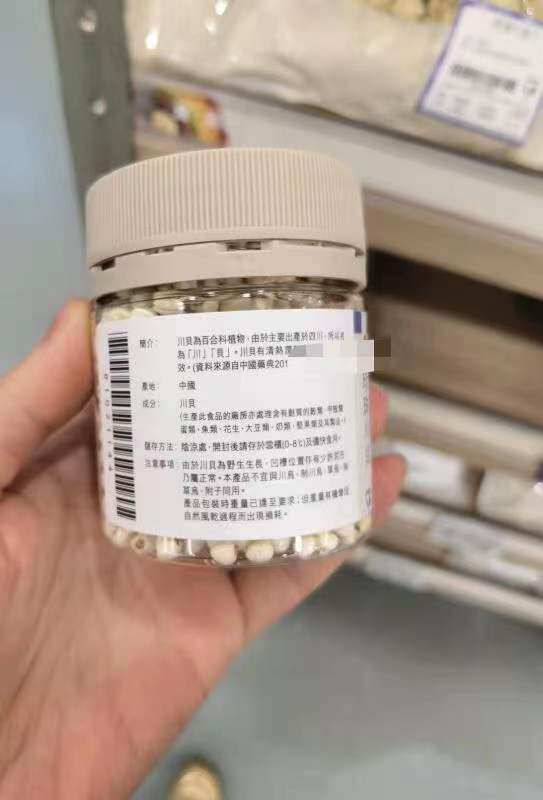 簡介： 川貝為百合科植物，由於主要出產於四川，所以
為「川」「貝」。川貝有清熱
效。(資料來源自中國藥典201
產地： 中國
成份： 川貝
(生產此食品的廠房亦處理含有麩質的穀類、甲殼類
蛋類、魚類、花生、大豆類、奶類、堅果類及其製品。)
儲存方法： 陰涼處，開封後請存於雪櫃(0-8℃)及儘快食用。
注意事項： 由於川貝為野生生長，凹槽位置存有少許泥
乃屬正常。本產品不宜與川烏、制川烏、草烏、制
草烏、附子同用。
產品包裝時重量已達至要求，但重量有機會因
自然風乾過程而出現損耗。